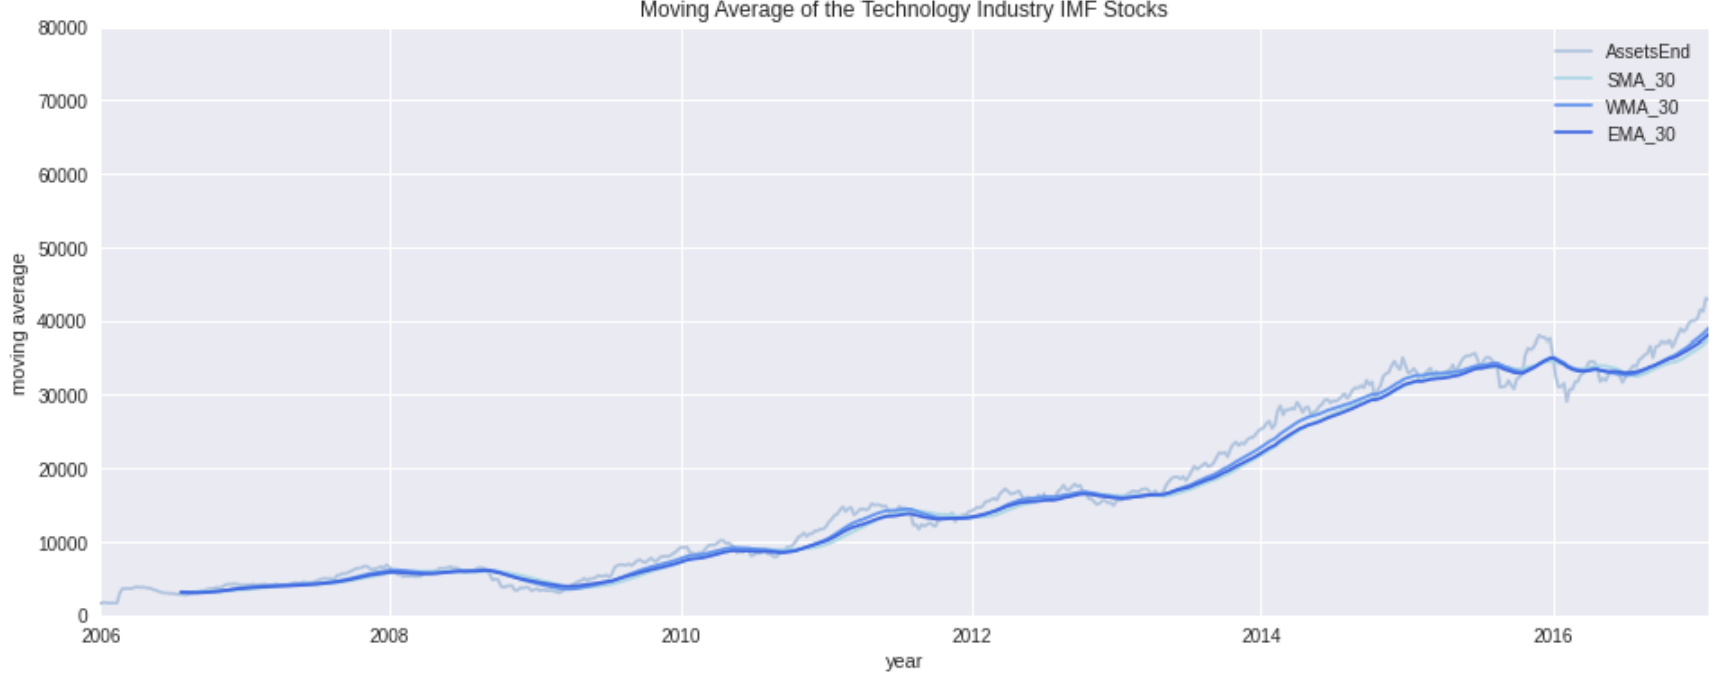 Moving Average of the Technology Industry IMF Stocks
80000
70000
60000
50000
40000
30000
20000
10000
0
moving average
AssetsEnd
SMA_30
WMA_30
EMA_30
2006 2008 2010 2012 2014 2016
year